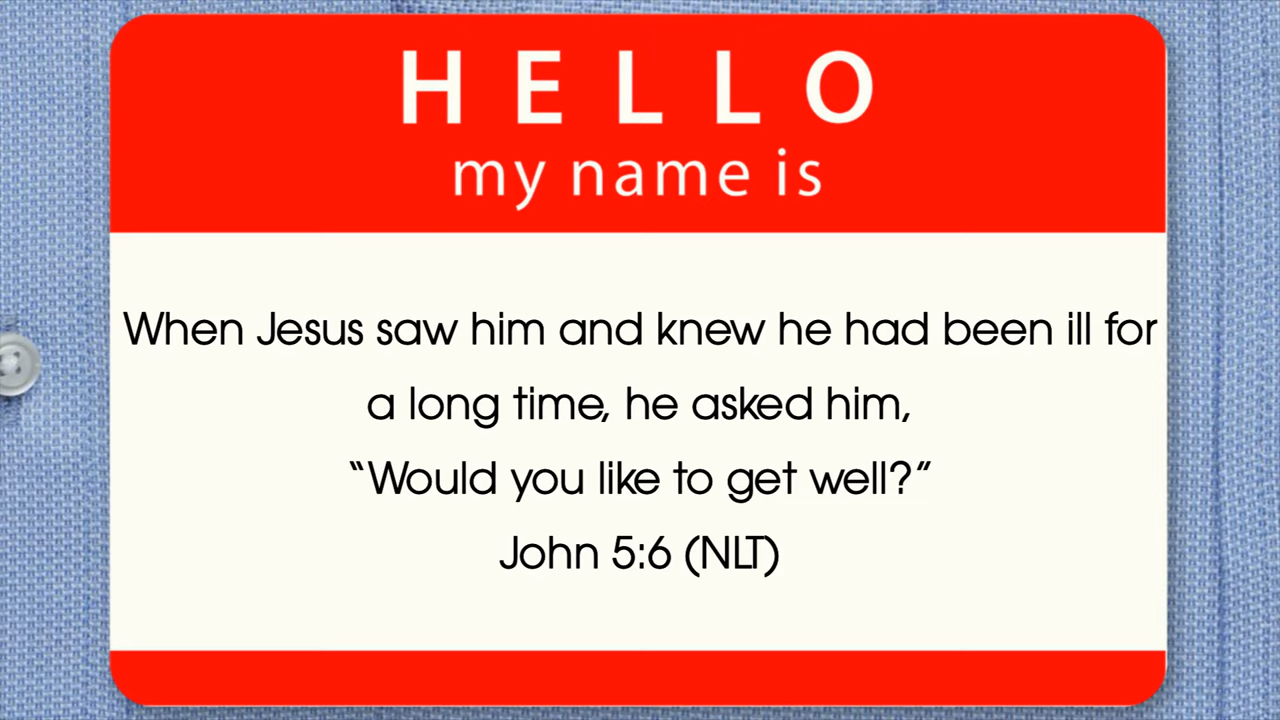 HELLO
my name is
When Jesus saw him and knew he had been ill for
a long time, he asked him,
“Would you like to get well?”
John 5:6 (NLT)